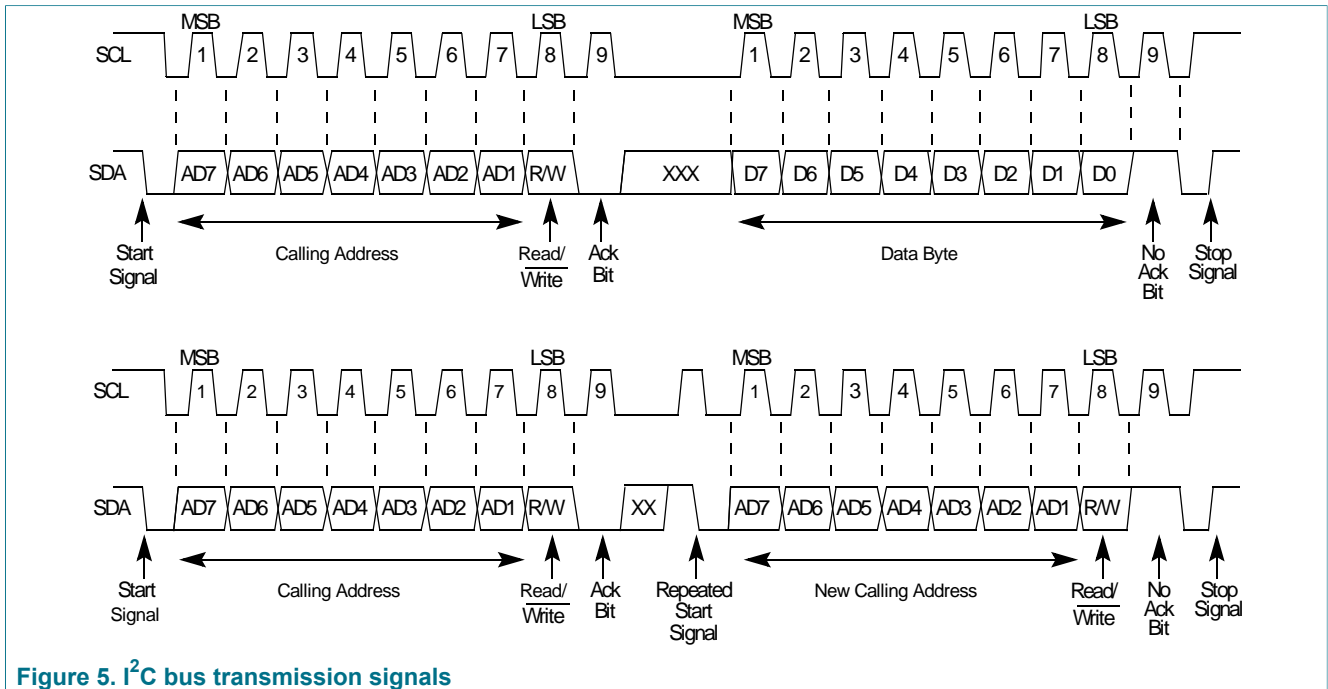 MSB LSB MSB LSB
SCL 1 2 3 4 5 6 7 8 9 1 2 3 4 5 6 7 8 9
SDA AD7 AD6 AD5 AD4 AD3 AD2 AD1 R/W XXX D7 D6 D5 D4 D3 D2 D1 D0
Start Calling Address Read/ Ack Data Byte No Stop
Signal Write Bit Ack Signal
Bit
MSB LSB MSB LSB
SCL 1 2 3 4 5 6 7 8 9 1 2 3 4 5 6 7 8 9
SDA AD7 AD6 AD5 AD4 AD3 AD2 AD1 R/W XX AD7 AD6 AD5 AD4 AD3 AD2 AD1 R/W
Start Calling Address Read/ Ack Repeated New Calling Address Read/ No Stop
Signal Write Bit Start Write Ack Signal
Signal Bit
Figure 5. I²C bus transmission signals